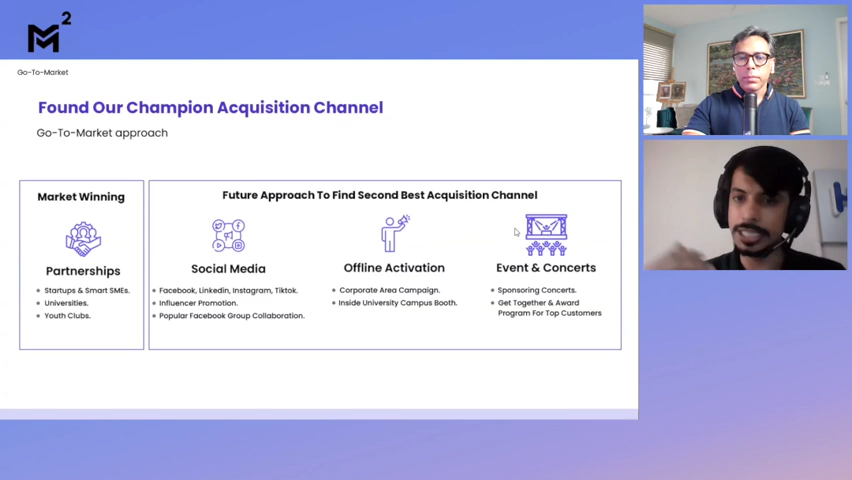 M²
Go-To-Market
Found Our Champion Acquisition Channel
Go-To-Market approach
Market Winning
Partnerships
Startups & Smart SMEs.
Universities.
Youth Clubs.
Future Approach To Find Second Best Acquisition Channel
Social Media
Facebook, Linkedin, Instagram, Tiktok.
Influencer Promotion.
Popular Facebook Group Collaboration.
Offline Activation
Corporate Area Campaign.
Inside University Campus Booth.
Event & Concerts
Sponsoring Concerts.
Get Together & Award
Program For Top Customers